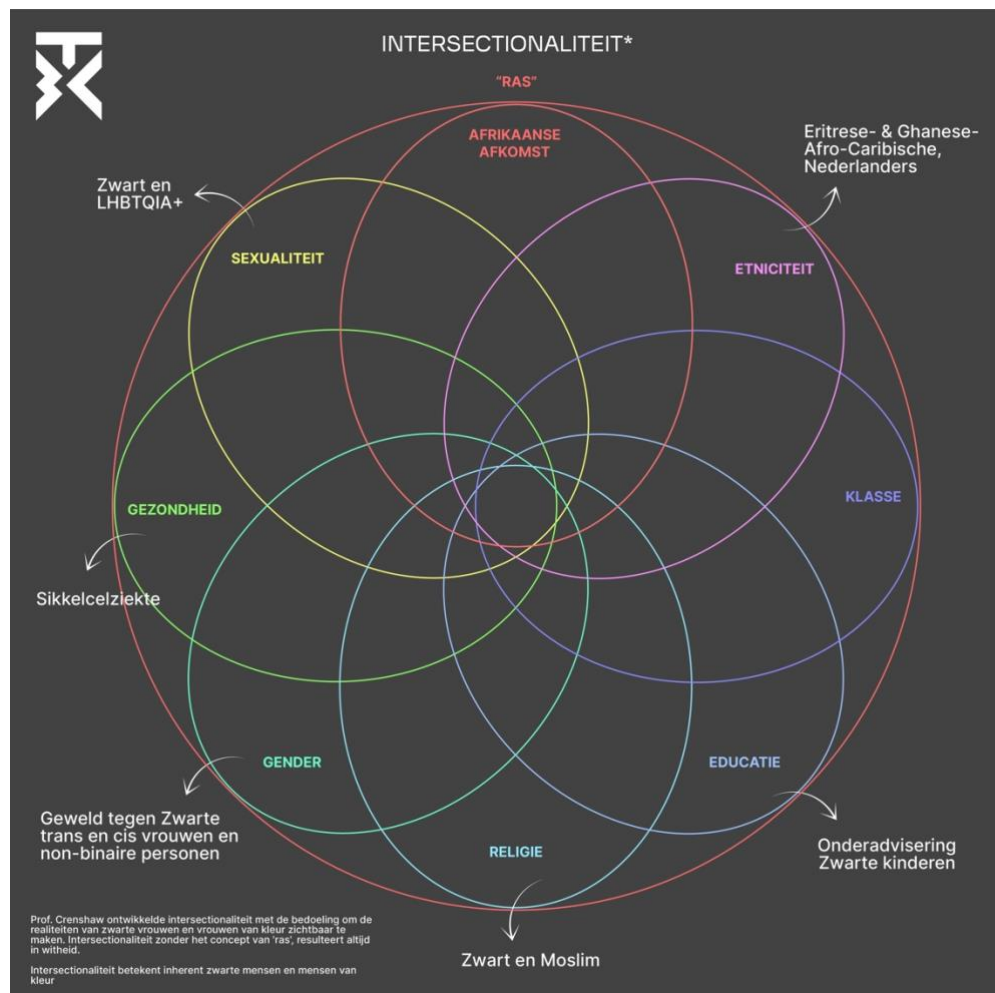 INTERSECTIONALITEIT*
“RAS”
AFRIKAANSE
AFKOMST
Eritrese- & Ghanese-
Afro-Caribische,
Nederlanders
Zwart en
LHBTQIA+
SEXUALITEIT
ETNICITEIT
KLASSE
GEZONDHEID
Sikkelcelziekte
GENDER
EDUCATIE
Geweld tegen Zwarte
trans en cis vrouwen en
non-binaire personen
Onderadvisering
Zwarte kinderen
RELIGIE
Zwart en Moslim
Prof. Crenshaw ontwikkelde intersectionaliteit met de bedoeling om de
realiteiten van zwarte vrouwen en vrouwen van kleur zichtbaar te
maken. Intersectionaliteit zonder het concept van 'ras', resulteert altijd
in witheid.
Intersectionaliteit betekent inherent zwarte mensen en mensen van
kleur